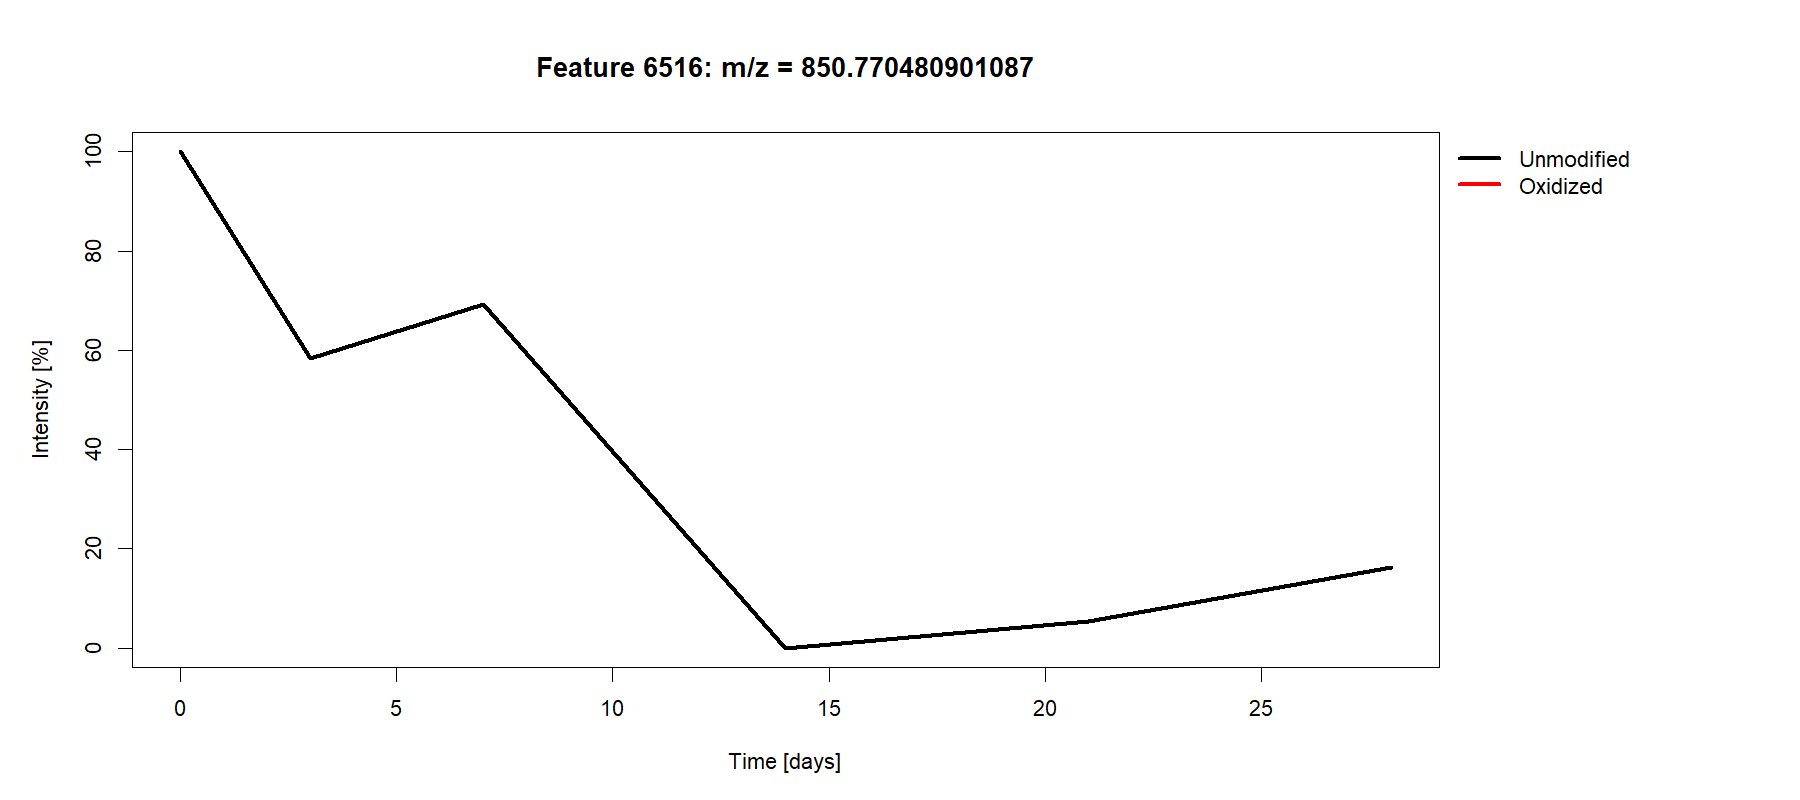 Feature 6516: m/z = 850.770480901087
Unmodified
Oxidized
Intensity [%]
100
80
60
40
20
0
0 5 10 15 20 25
Time [days]